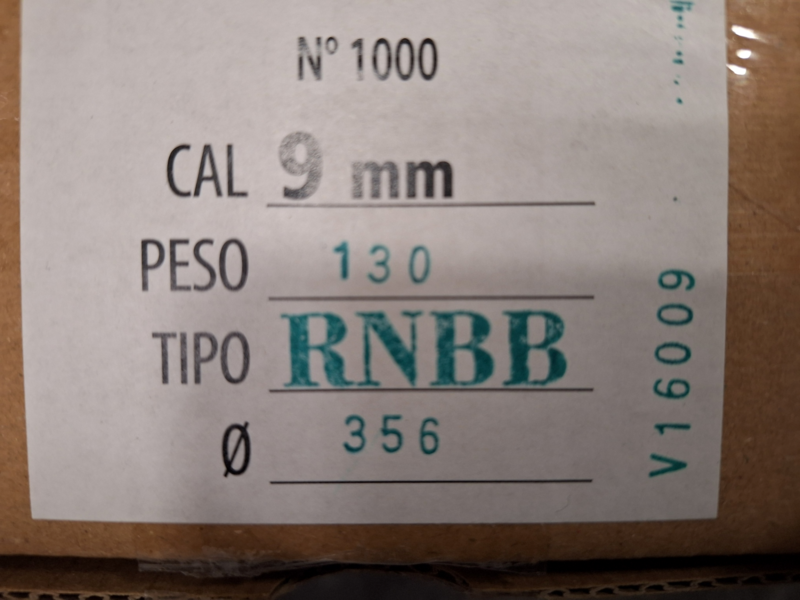 N° 1000
CAL 9 mm
PESO 130
TIPO RNBB
Ø 356
V16009